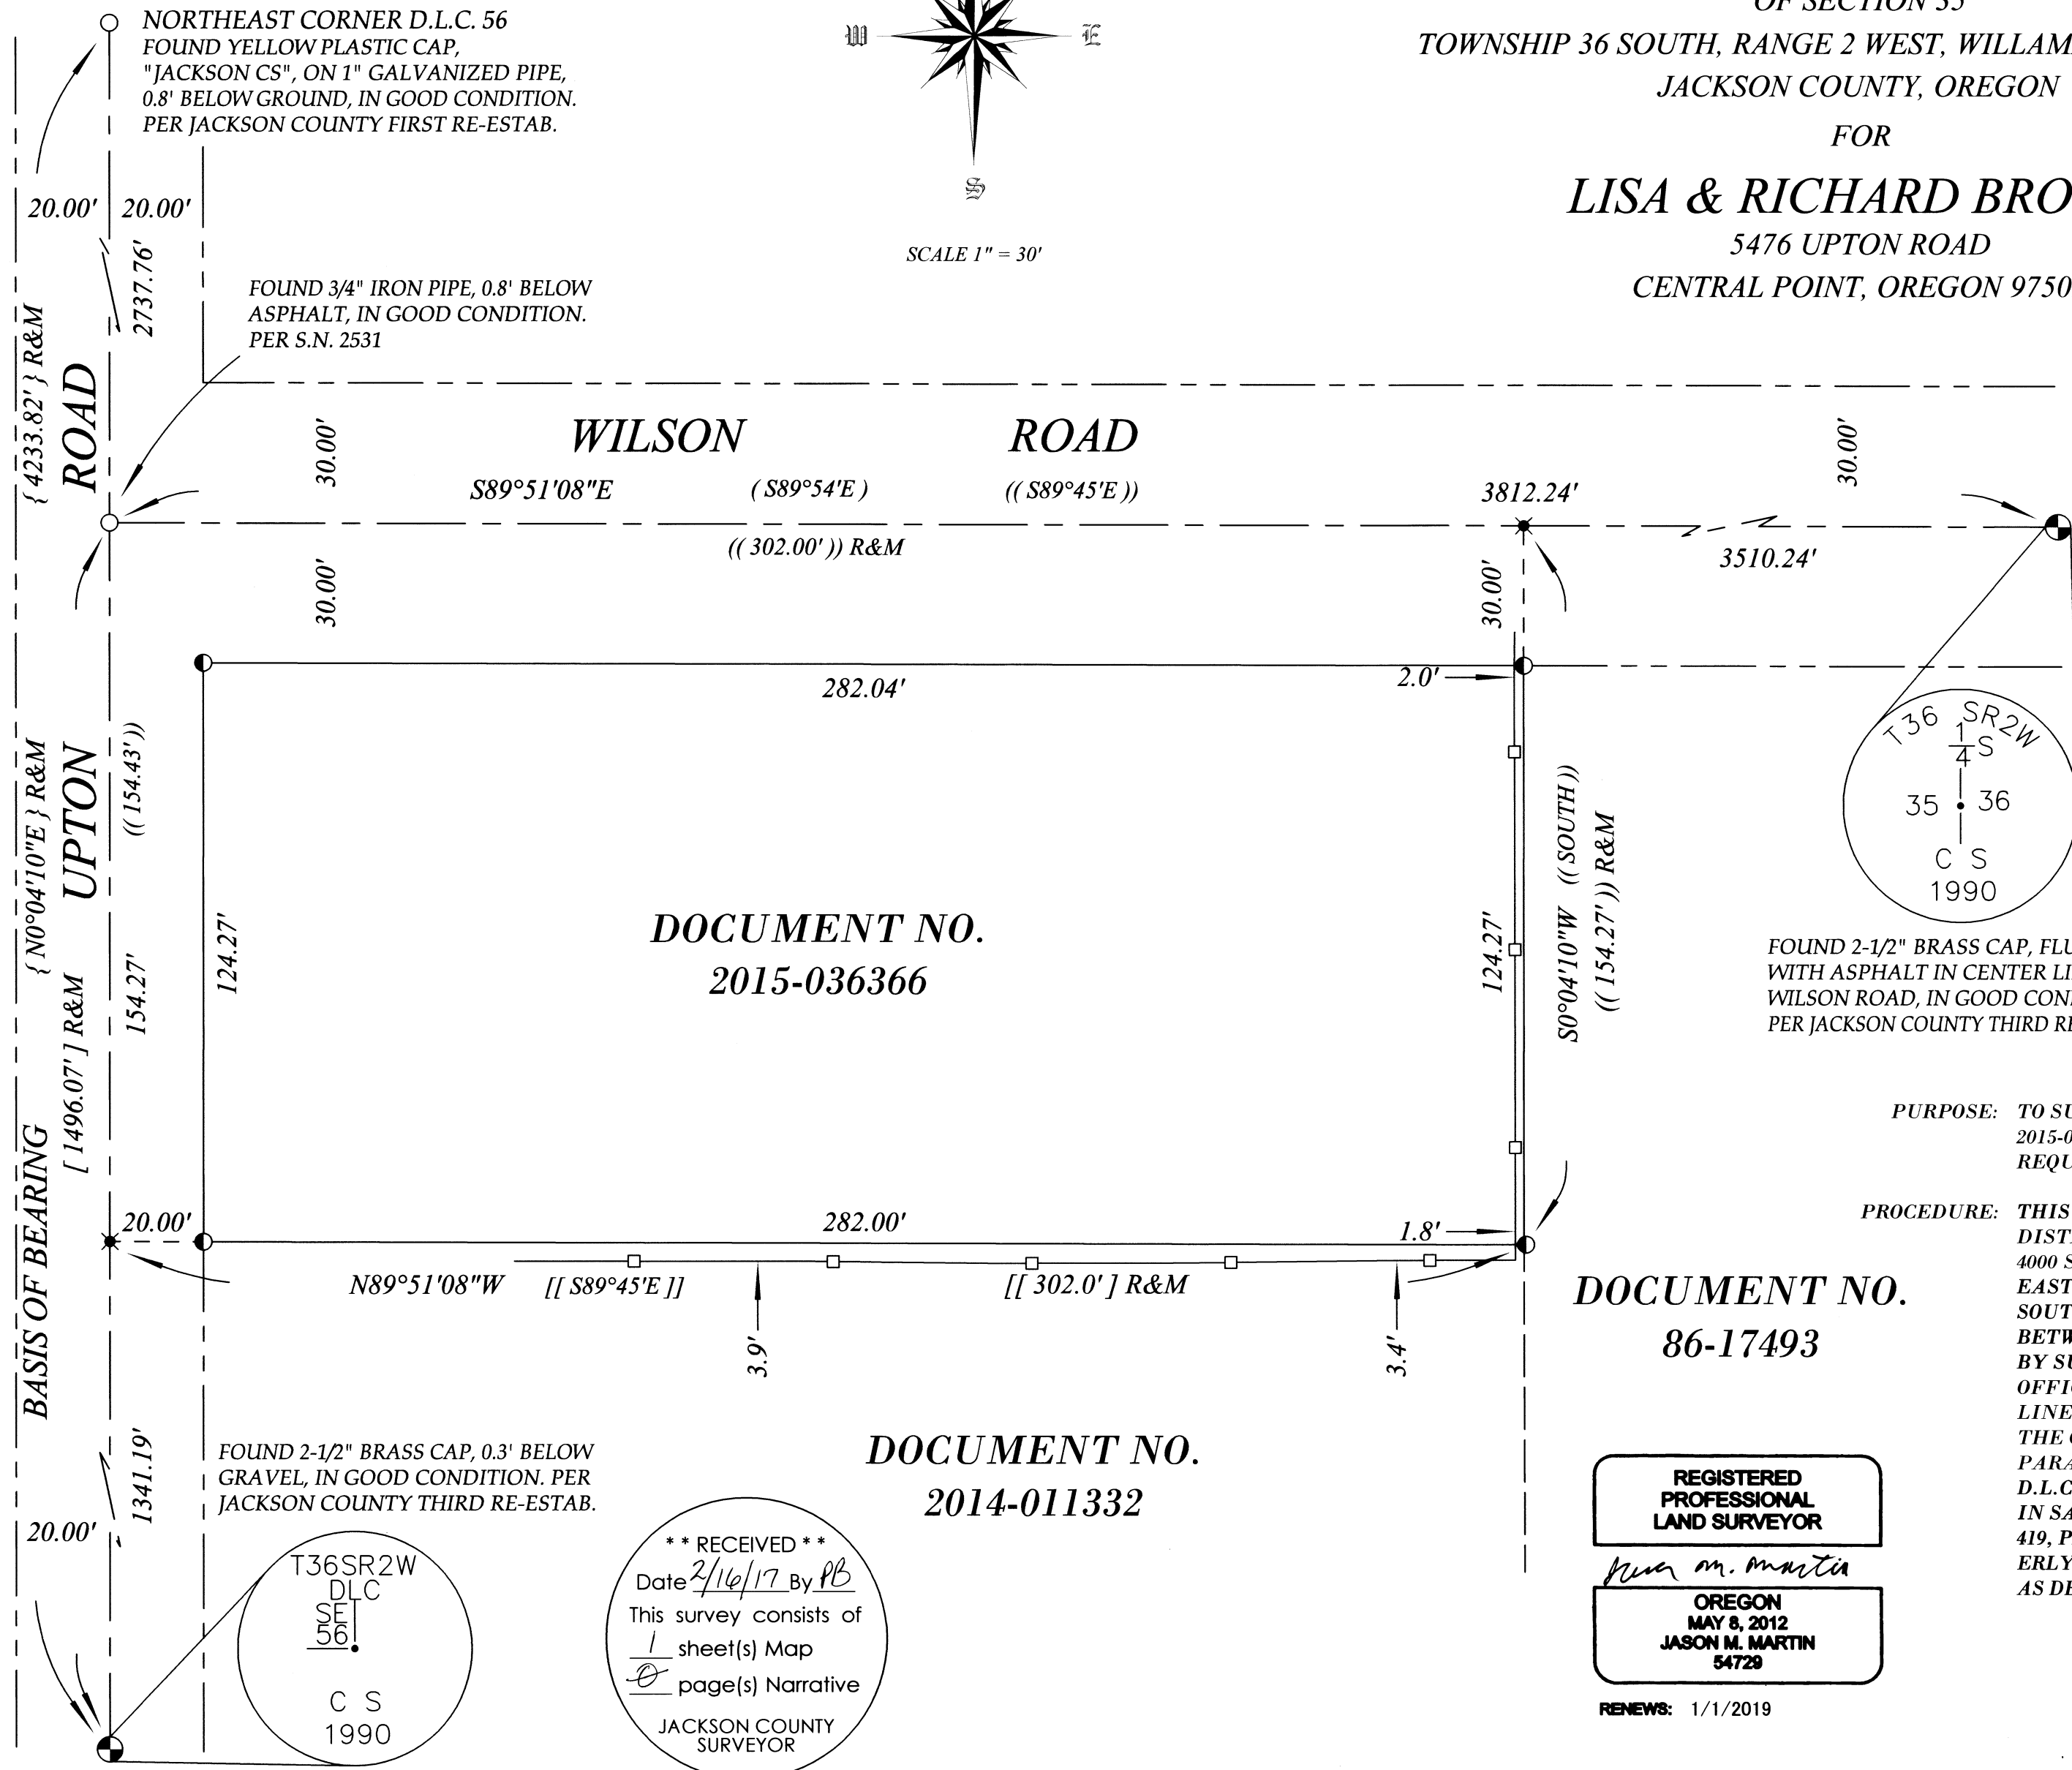 NORTHEAST CORNER D.L.C. 56
FOUND YELLOW PLASTIC CAP,
"JACKSON CS", ON 1" GALVANIZED PIPE,
0.8' BELOW GROUND, IN GOOD CONDITION.
PER JACKSON COUNTY FIRST RE-ESTAB.
W
E
S
SCALE 1" = 30'
OF SECTION 35
TOWNSHIP 36 SOUTH, RANGE 2 WEST, WILLAM
JACKSON COUNTY, OREGON
FOR
LISA & RICHARD BRO
5476 UPTON ROAD
CENTRAL POINT, OREGON 9750
20.00'
20.00'
2737.76'
FOUND 3/4" IRON PIPE, 0.8' BELOW
ASPHALT, IN GOOD CONDITION.
PER S.N. 2531
{ 4233.82' } R&M
ROAD
WILSON ROAD
30.00'
30.00'
S89°51'08"E
( S89°54'E )
(( S89°45'E ))
3812.24'
(( 302.00' )) R&M
3510.24'
30.00'
30.00'
282.04'
2.0'
{ N0°04'10"E } R&M
UPTON
(( 154.43' ))
[ 1496.07' ] R&M
154.27'
124.27'
DOCUMENT NO.
2015-036366
124.27'
S0°04'10"W
(( SOUTH ))
(( 154.27' )) R&M
T36 SR2W
1
4
S
35
36
C S
1990
FOUND 2-1/2" BRASS CAP, FLU
WITH ASPHALT IN CENTER LI
WILSON ROAD, IN GOOD CON
PER JACKSON COUNTY THIRD R
BASIS OF BEARING
20.00'
282.00'
1.8'
N89°51'08"W
[[ S89°45'E ]]
[[ 302.0' ] R&M
3.9'
3.4'
DOCUMENT NO.
86-17493
PURPOSE: TO SU
2015-0
REQU
PROCEDURE: THIS
DIST
4000 S
EAST
SOUT
BETW
BY SU
OFFI
LINE
THE
PARA
D.L.C
IN SA
419, P
ERLY
AS DE
1341.19'
20.00'
FOUND 2-1/2" BRASS CAP, 0.3' BELOW
GRAVEL, IN GOOD CONDITION. PER
JACKSON COUNTY THIRD RE-ESTAB.
DOCUMENT NO.
2014-011332
T36SR2W
DLC
SE
56
C S
1990
* * RECEIVED * *
Date 2/16/17 By PB
This survey consists of
1 sheet(s) Map
0 page(s) Narrative
JACKSON COUNTY
SURVEYOR
REGISTERED
PROFESSIONAL
LAND SURVEYOR
Jason M. Martin
OREGON
MAY 8, 2012
JASON M. MARTIN
54729
RENEWS: 1/1/2019